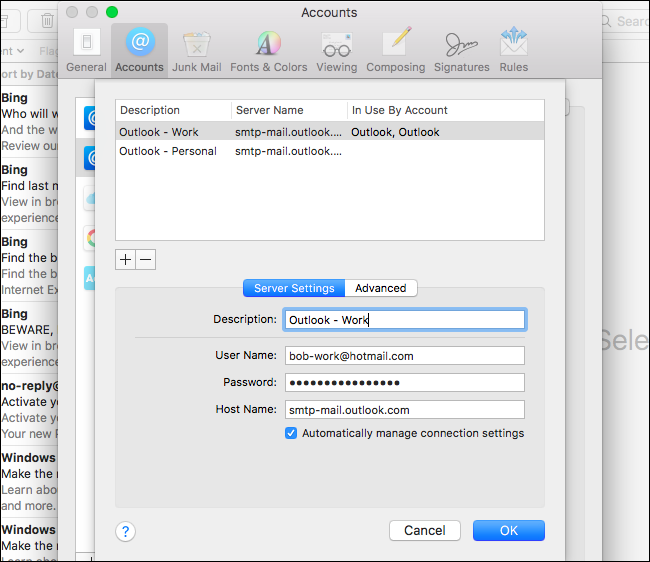 Accounts
General Accounts Junk Mail Fonts & Colors Viewing Composing Signatures Rules
Searc
Flag
ort by Date
Bing
Who will w
And the w
Review ou
Bing
Find last n
View in br
experience
Bing
Find the b
Find the b
Internet Ex
Bing
BEWARE,
View in br
experience
no-reply@
Activate yo
Activate yo
Your new P
Windows
Make the n
Learn abo
and more.
Windows
Make the n
Description Server Name In Use By Account
Outlook - Work smtp-mail.outlook.... Outlook, Outlook
Outlook - Personal smtp-mail.outlook....
+ −
Server Settings Advanced
Description: Outlook - Work
User Name: bob-work@hotmail.com
Password: ••••••••••••••••
Host Name: smtp-mail.outlook.com
Automatically manage connection settings
? Cancel OK
Sele